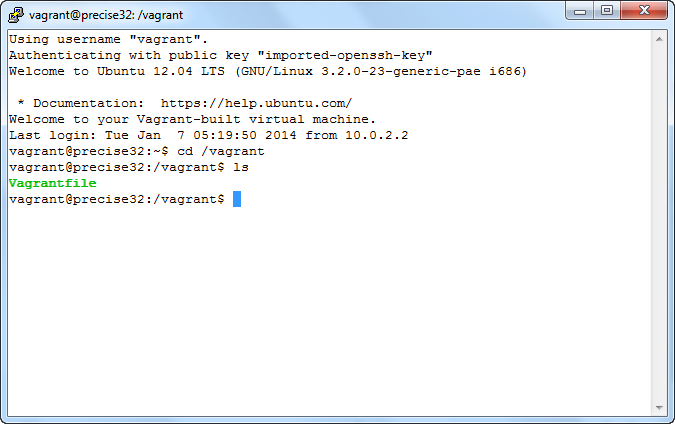 vagrant@precise32: /vagrant
Using username "vagrant".
Authenticating with public key "imported-openssh-key"
Welcome to Ubuntu 12.04 LTS (GNU/Linux 3.2.0-23-generic-pae i686)
 * Documentation:  https://help.ubuntu.com/
Welcome to your Vagrant-built virtual machine.
Last login: Tue Jan  7 05:19:50 2014 from 10.0.2.2
vagrant@precise32:~$ cd /vagrant
vagrant@precise32:/vagrant$ ls
Vagrantfile
vagrant@precise32:/vagrant$